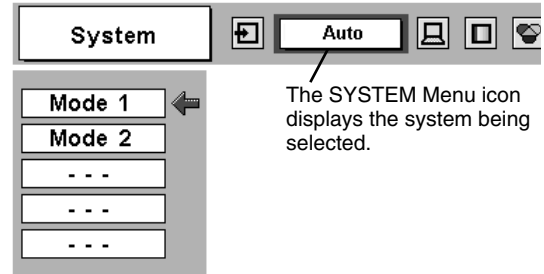 System
Auto
The SYSTEM Menu icon
displays the system being
selected.
Mode 1
Mode 2
- - -
- - -
- - -